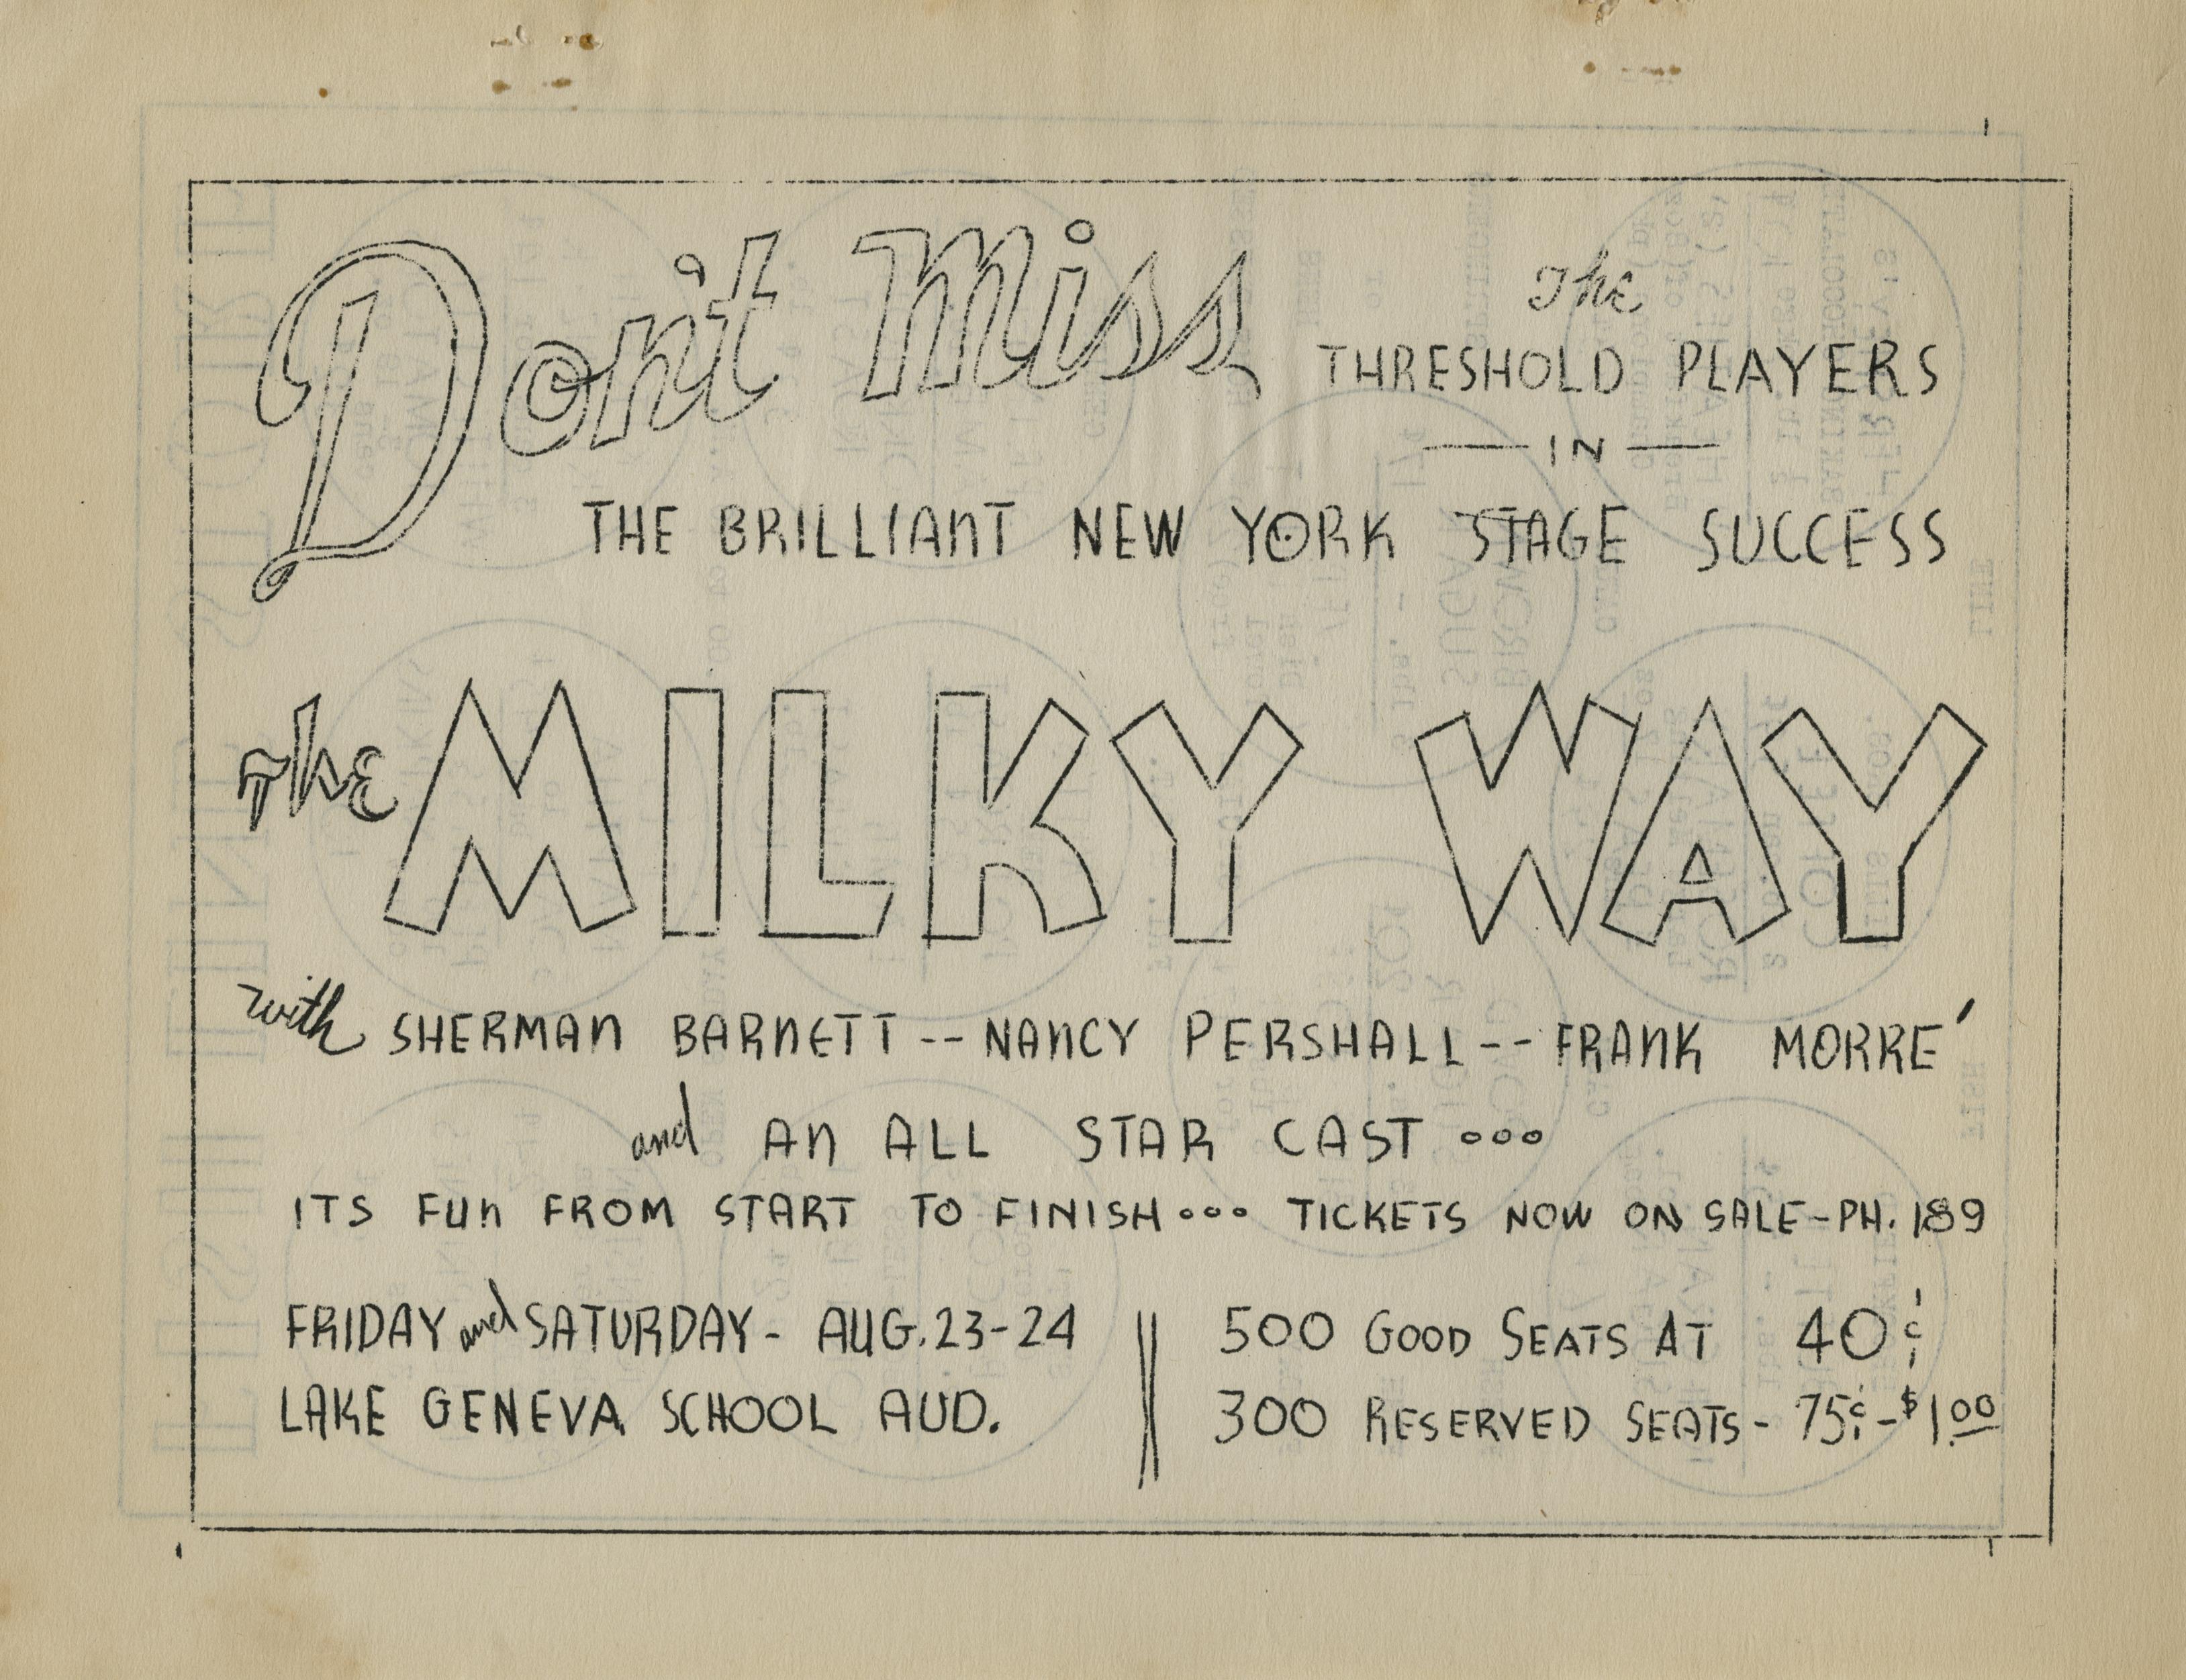 Don't Miss
The
THRESHOLD PLAYERS
— IN —
THE BRILLIANT NEW YORK STAGE SUCCESS
The MILKY WAY
with SHERMAN BARNETT -- NANCY PERSHALL -- FRANK MORRE'
and AN ALL STAR CAST ...
ITS FUN FROM START TO FINISH ... TICKETS NOW ON SALE - PH. 189
FRIDAY and SATURDAY - AUG. 23-24
LAKE GENEVA SCHOOL AUD.
500 GOOD SEATS AT 40¢
300 RESERVED SEATS - 75¢ - $1.00